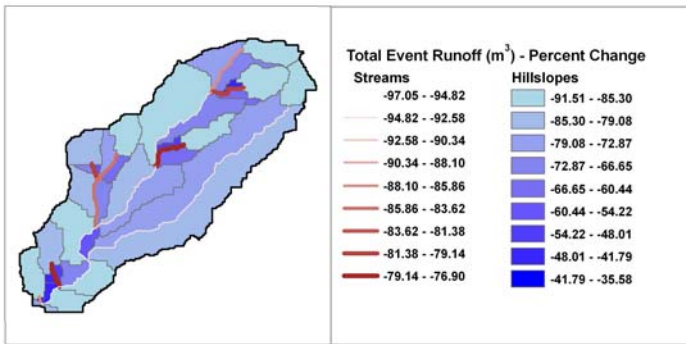 Total Event Runoff (m³) - Percent Change
Streams
-97.05 - -94.82
-94.82 - -92.58
-92.58 - -90.34
-90.34 - -88.10
-88.10 - -85.86
-85.86 - -83.62
-83.62 - -81.38
-81.38 - -79.14
-79.14 - -76.90
Hillslopes
-91.51 - -85.30
-85.30 - -79.08
-79.08 - -72.87
-72.87 - -66.65
-66.65 - -60.44
-60.44 - -54.22
-54.22 - -48.01
-48.01 - -41.79
-41.79 - -35.58